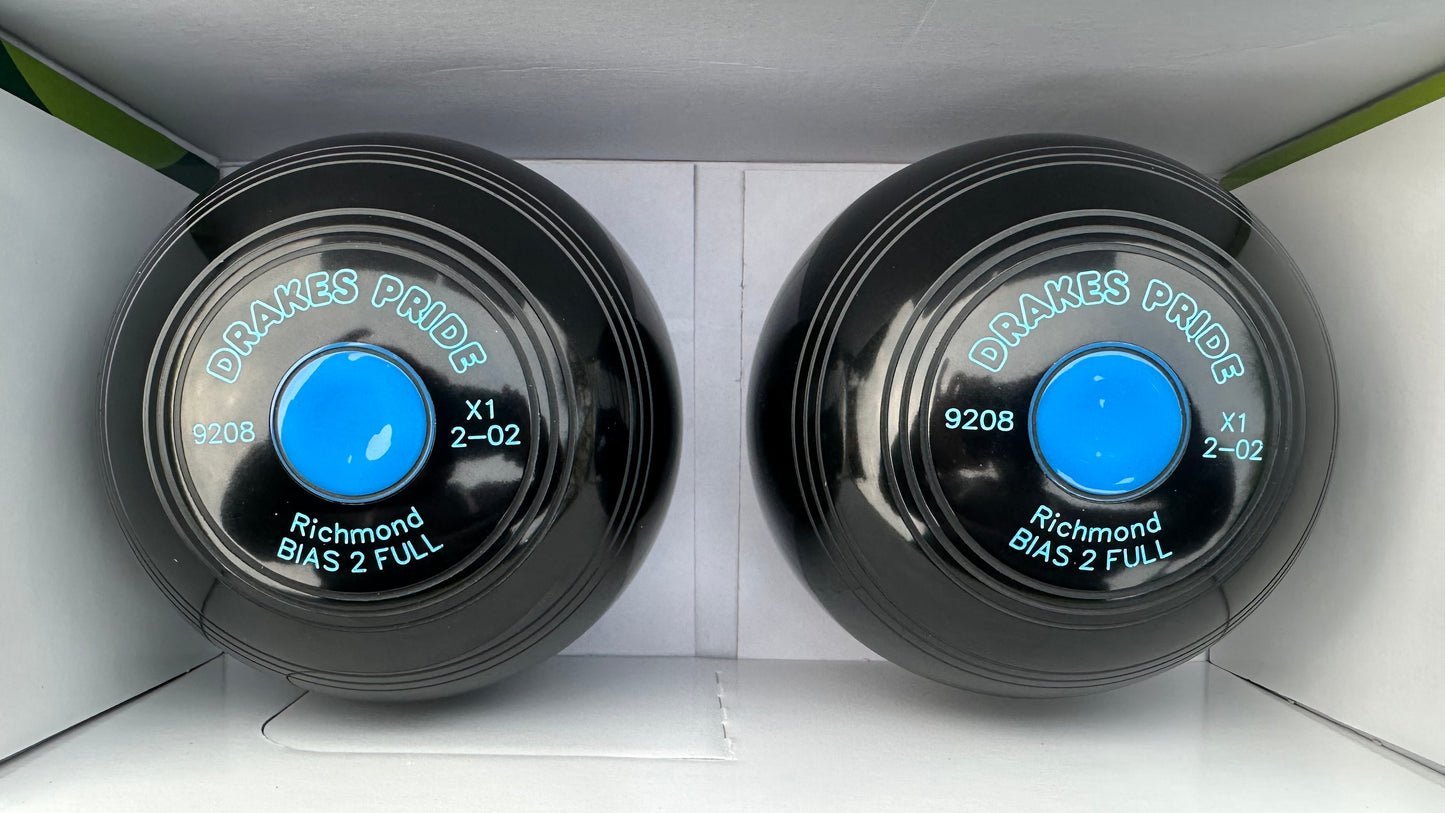 DRAKES PRIDE
9208
X1
2–02
Richmond
BIAS 2 FULL
DRAKES PRIDE
9208
X1
2–02
Richmond
BIAS 2 FULL